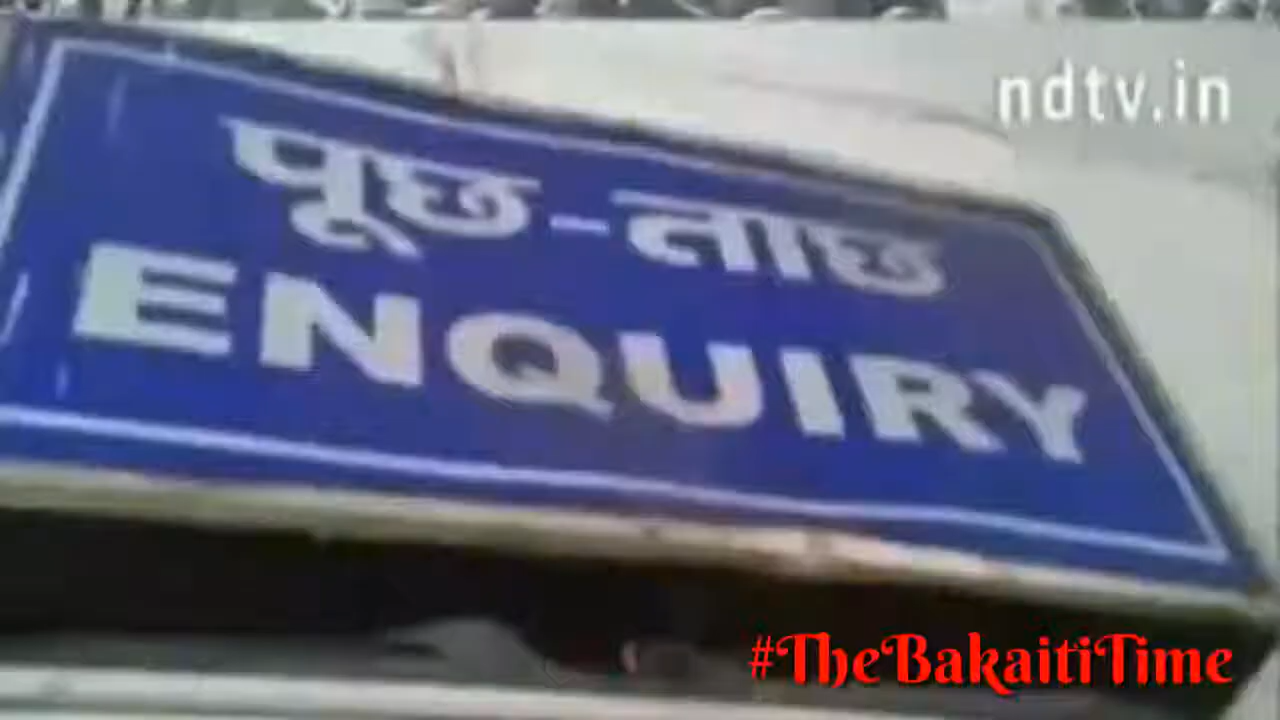 ndtv.in
पूछ-ताछ
ENQUIRY
#TheBakaitiTime